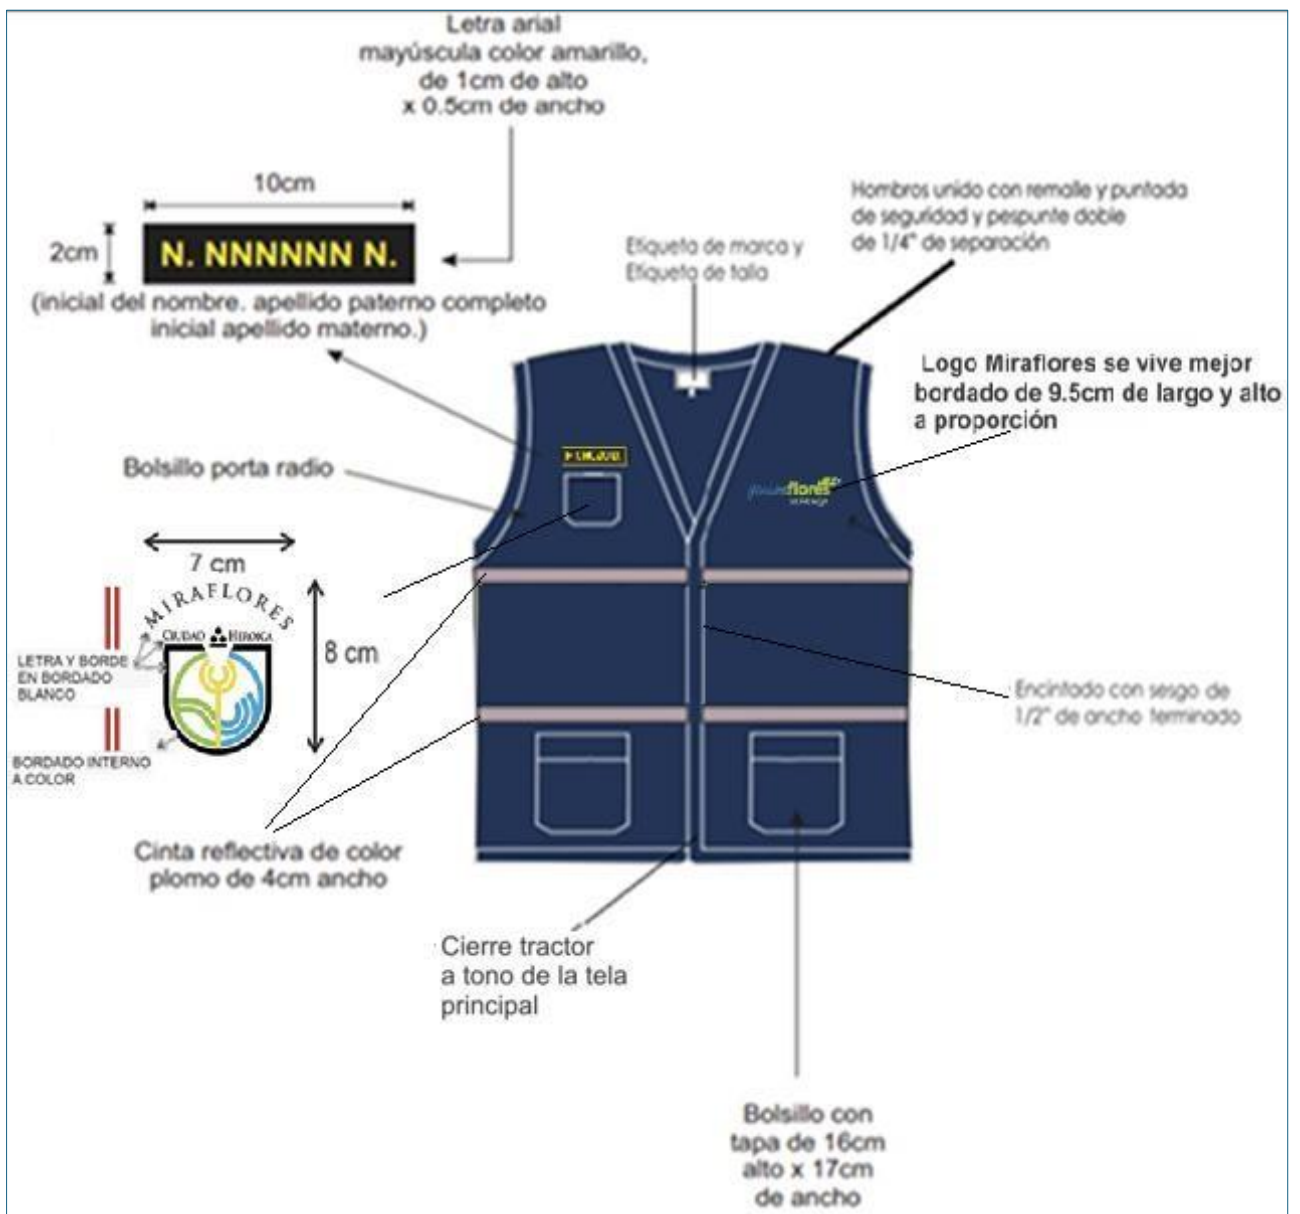 Letra arial
mayúscula color amarillo,
de 1cm de alto
x 0.5cm de ancho
10cm
2cm
N. NNNNNN N.
(inicial del nombre. apellido paterno completo
inicial apellido materno.)
Etiqueta de marca y
Etiqueta de talla
Hombros unido con remalle y puntada
de seguridad y pespunte doble
de 1/4" de separación
Logo Miraflores se vive mejor
bordado de 9.5cm de largo y alto
a proporción
Bolsillo porta radio
flores
7 cm
MIRAFLORES
CIUDAD HEROICA
8 cm
LETRA Y BORDE
EN BORDADO
BLANCO
BORDADO INTERNO
A COLOR
Encintado con sesgo de
1/2" de ancho terminado
Cinta reflectiva de color
plomo de 4cm ancho
Cierre tractor
a tono de la tela
principal
Bolsillo con
tapa de 16cm
alto x 17cm
de ancho